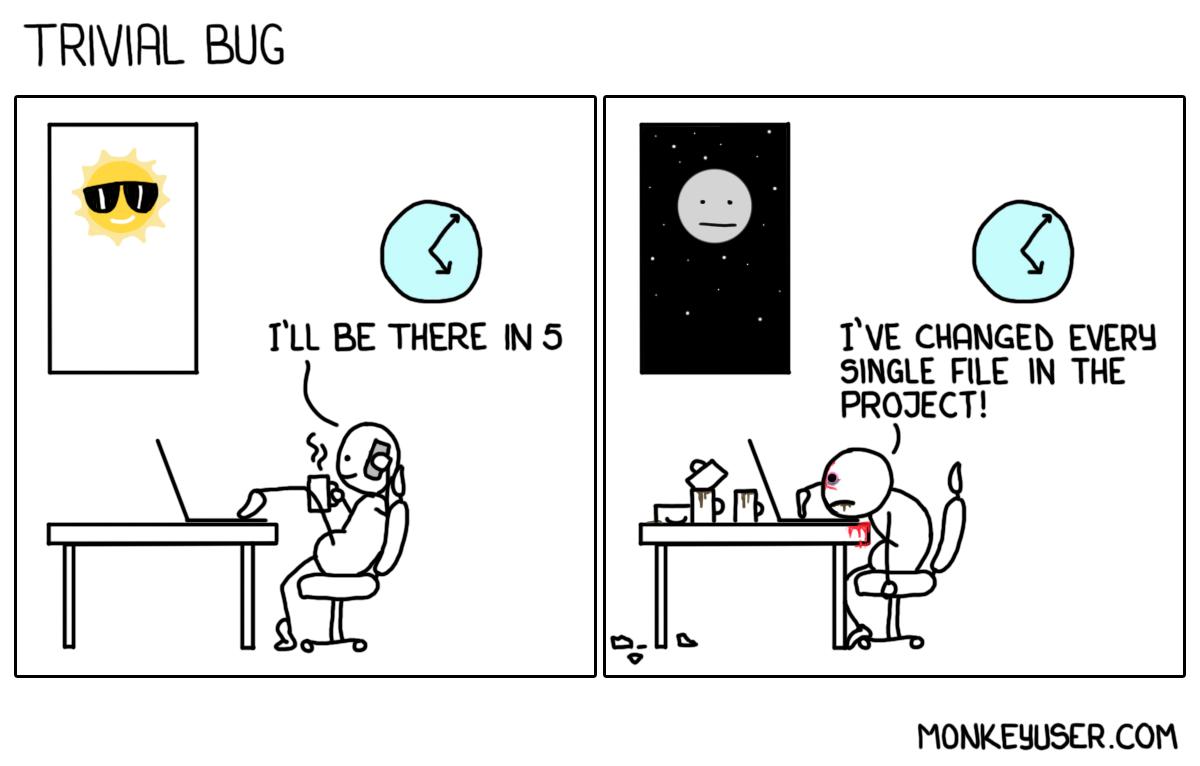 TRIVIAL BUG
I'LL BE THERE IN 5
I'VE CHANGED EVERY
SINGLE FILE IN THE
PROJECT!
MONKEYUSER.COM